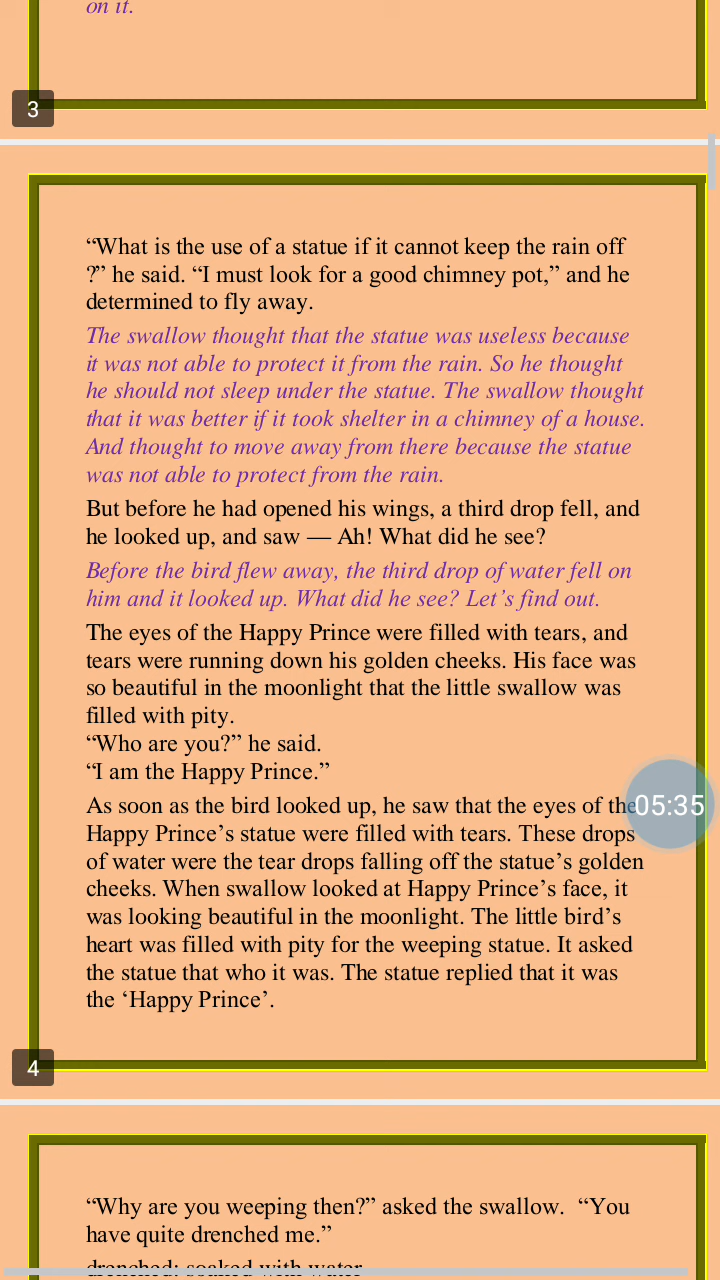 on it.
3
“What is the use of a statue if it cannot keep the rain off
?” he said. “I must look for a good chimney pot,” and he
determined to fly away.
The swallow thought that the statue was useless because
it was not able to protect it from the rain. So he thought
he should not sleep under the statue. The swallow thought
that it was better if it took shelter in a chimney of a house.
And thought to move away from there because the statue
was not able to protect from the rain.
But before he had opened his wings, a third drop fell, and
he looked up, and saw — Ah! What did he see?
Before the bird flew away, the third drop of water fell on
him and it looked up. What did he see? Let’s find out.
The eyes of the Happy Prince were filled with tears, and
tears were running down his golden cheeks. His face was
so beautiful in the moonlight that the little swallow was
filled with pity.
“Who are you?” he said.
“I am the Happy Prince.”
As soon as the bird looked up, he saw that the eyes of the
05:35
Happy Prince’s statue were filled with tears. These drops
of water were the tear drops falling off the statue’s golden
cheeks. When swallow looked at Happy Prince’s face, it
was looking beautiful in the moonlight. The little bird’s
heart was filled with pity for the weeping statue. It asked
the statue that who it was. The statue replied that it was
the ‘Happy Prince’.
4
“Why are you weeping then?” asked the swallow.  “You
have quite drenched me.”
drenched: soaked with water